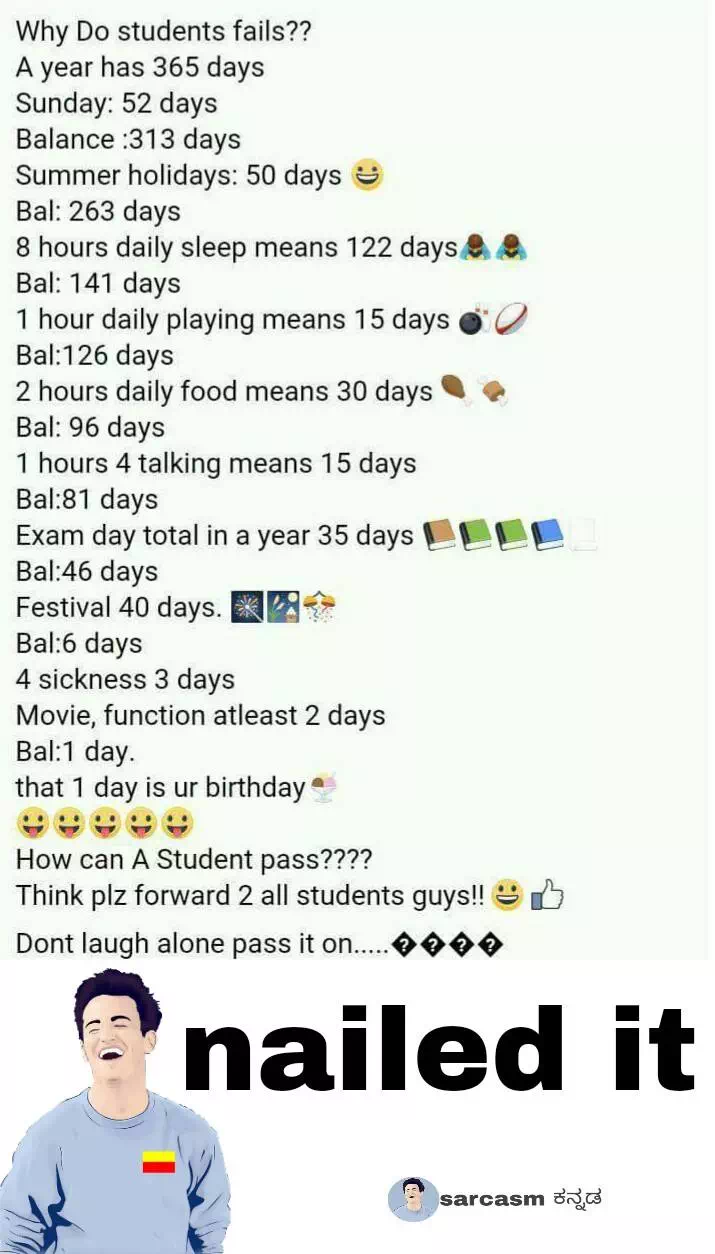 Why Do students fails??
A year has 365 days
Sunday: 52 days
Balance :313 days
Summer holidays: 50 days 😀
Bal: 263 days
8 hours daily sleep means 122 days🙇🙇
Bal: 141 days
1 hour daily playing means 15 days 🎳🏉
Bal:126 days
2 hours daily food means 30 days 🍗🍖
Bal: 96 days
1 hours 4 talking means 15 days
Bal:81 days
Exam day total in a year 35 days 📔📗📗📘📃
Bal:46 days
Festival 40 days. 🎆🎑🎊
Bal:6 days
4 sickness 3 days
Movie, function atleast 2 days
Bal:1 day.
that 1 day is ur birthday🍨
😛😛😛😛😛
How can A Student pass????
Think plz forward 2 all students guys!! 😃👍
Dont laugh alone pass it on.....����
nailed it
sarcasm ಕನ್ನಡ